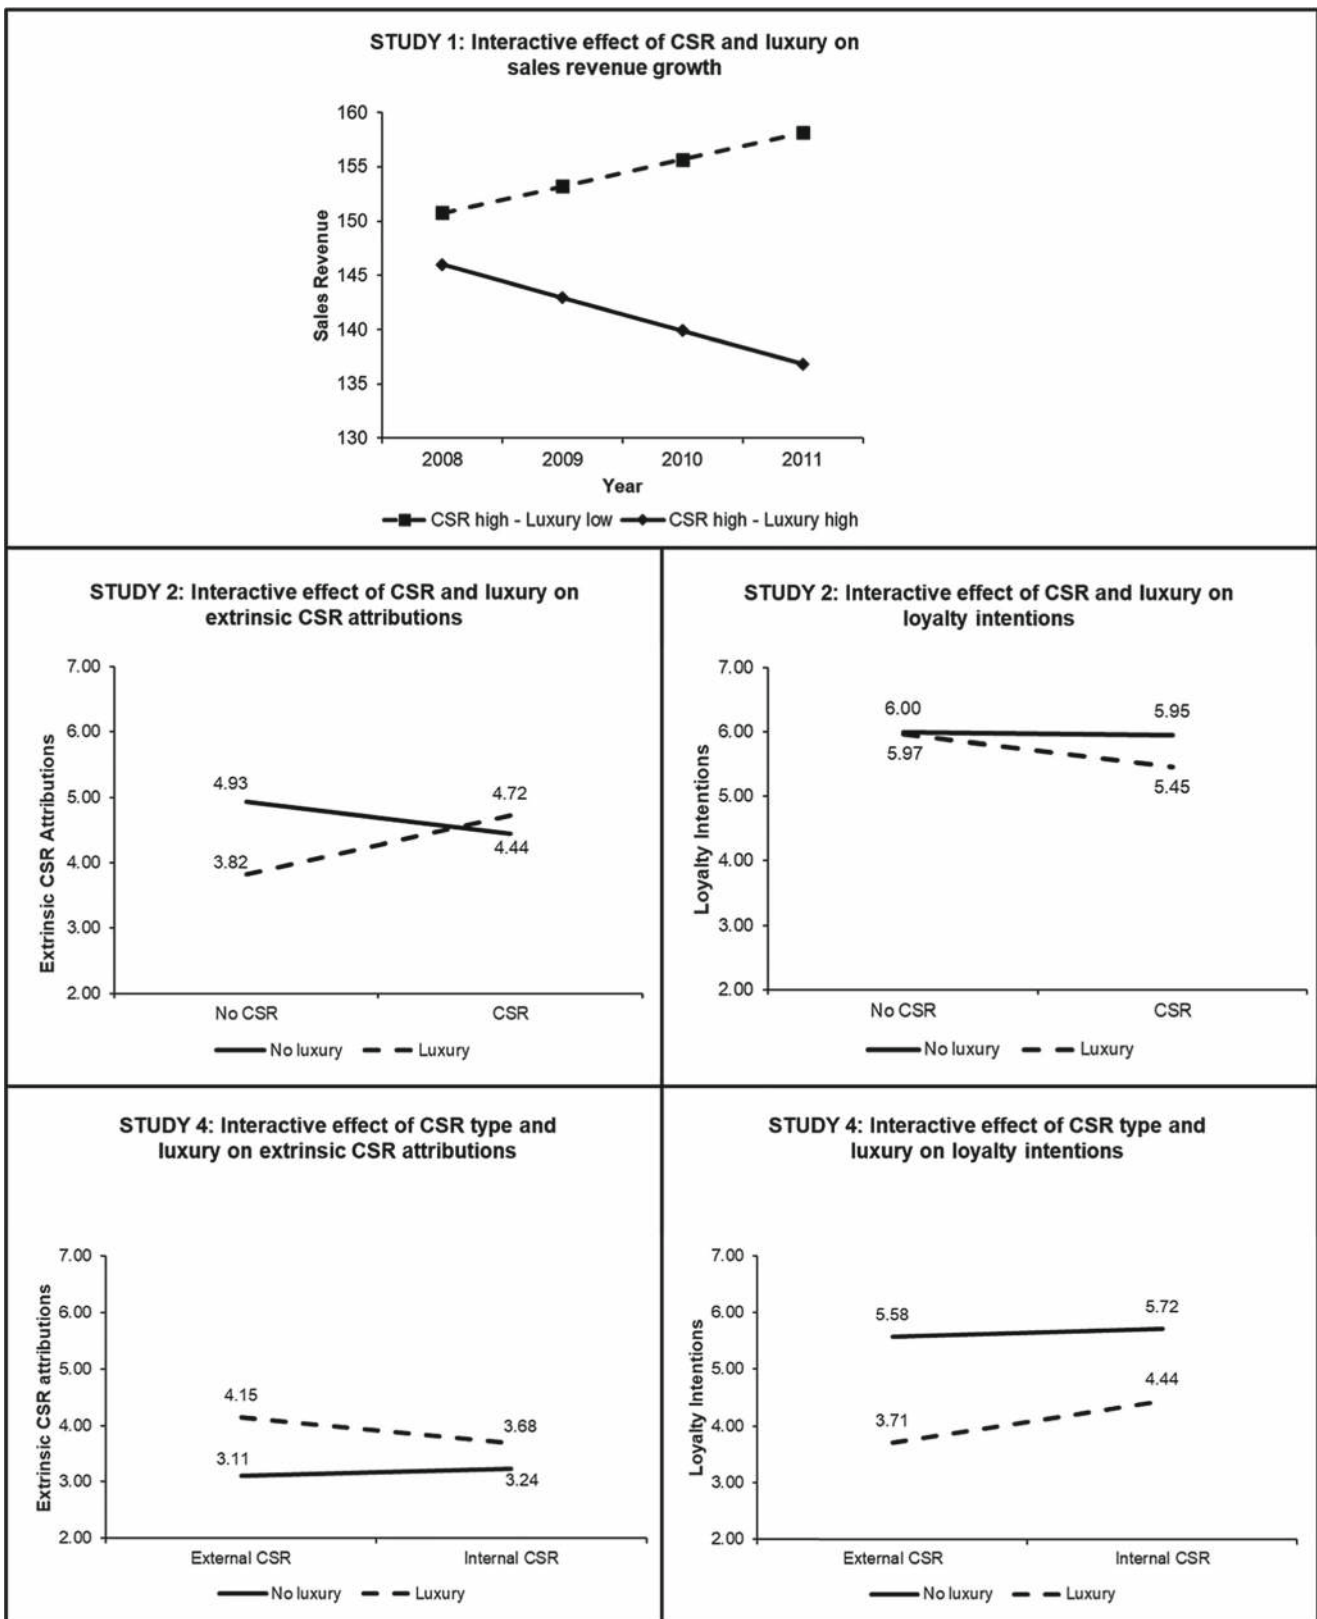 STUDY 1: Interactive effect of CSR and luxury on
sales revenue growth
160
155
150
145
140
135
130
Sales Revenue
2008
2009
2010
2011
Year
CSR high - Luxury low
CSR high - Luxury high
STUDY 2: Interactive effect of CSR and luxury on
extrinsic CSR attributions
7.00
6.00
5.00
4.00
3.00
2.00
Extrinsic CSR Attributions
4.93
4.72
3.82
4.44
No CSR
CSR
No luxury
Luxury
STUDY 2: Interactive effect of CSR and luxury on
loyalty intentions
7.00
6.00
5.00
4.00
3.00
2.00
Loyalty Intentions
6.00
5.95
5.97
5.45
No CSR
CSR
No luxury
Luxury
STUDY 4: Interactive effect of CSR type and
luxury on extrinsic CSR attributions
7.00
6.00
5.00
4.00
3.00
2.00
Extrinsic CSR attributions
4.15
3.68
3.11
3.24
External CSR
Internal CSR
No luxury
Luxury
STUDY 4: Interactive effect of CSR type and
luxury on loyalty intentions
7.00
6.00
5.00
4.00
3.00
2.00
Loyalty Intentions
5.58
5.72
3.71
4.44
External CSR
Internal CSR
No luxury
Luxury